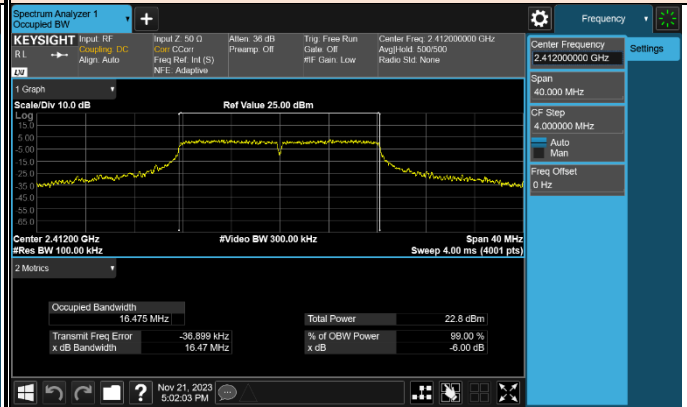 Spectrum Analyzer 1
Occupied BW
+
Frequency
KEYSIGHT
RL
Input: RF
Coupling: DC
Align: Auto
Input Z: 50 Ω
Corr CCorr
Freq Ref: Int (S)
NFE: Adaptive
Atten: 36 dB
Preamp: Off
Trig: Free Run
Gate: Off
#IF Gain: Low
Center Freq: 2.412000000 GHz
Avg|Hold: 500/500
Radio Std: None
LXI
Center Frequency
2.412000000 GHz
Settings
Span
40.000 MHz
CF Step
4.000000 MHz
Auto
Man
Freq Offset
0 Hz
1 Graph
Scale/Div 10.0 dB
Ref Value 25.00 dBm
Log
15.0
5.00
-5.00
-15.0
-25.0
-35.0
-45.0
-55.0
-65.0
Center 2.41200 GHz
#Video BW 300.00 kHz
Span 40 MHz
#Res BW 100.00 kHz
Sweep 4.00 ms (4001 pts)
2 Metrics
Occupied Bandwidth
16.475 MHz
Total Power 22.8 dBm
Transmit Freq Error -36.899 kHz
% of OBW Power 99.00 %
x dB Bandwidth 16.47 MHz
x dB -6.00 dB
?
Nov 21, 2023
5:02:03 PM